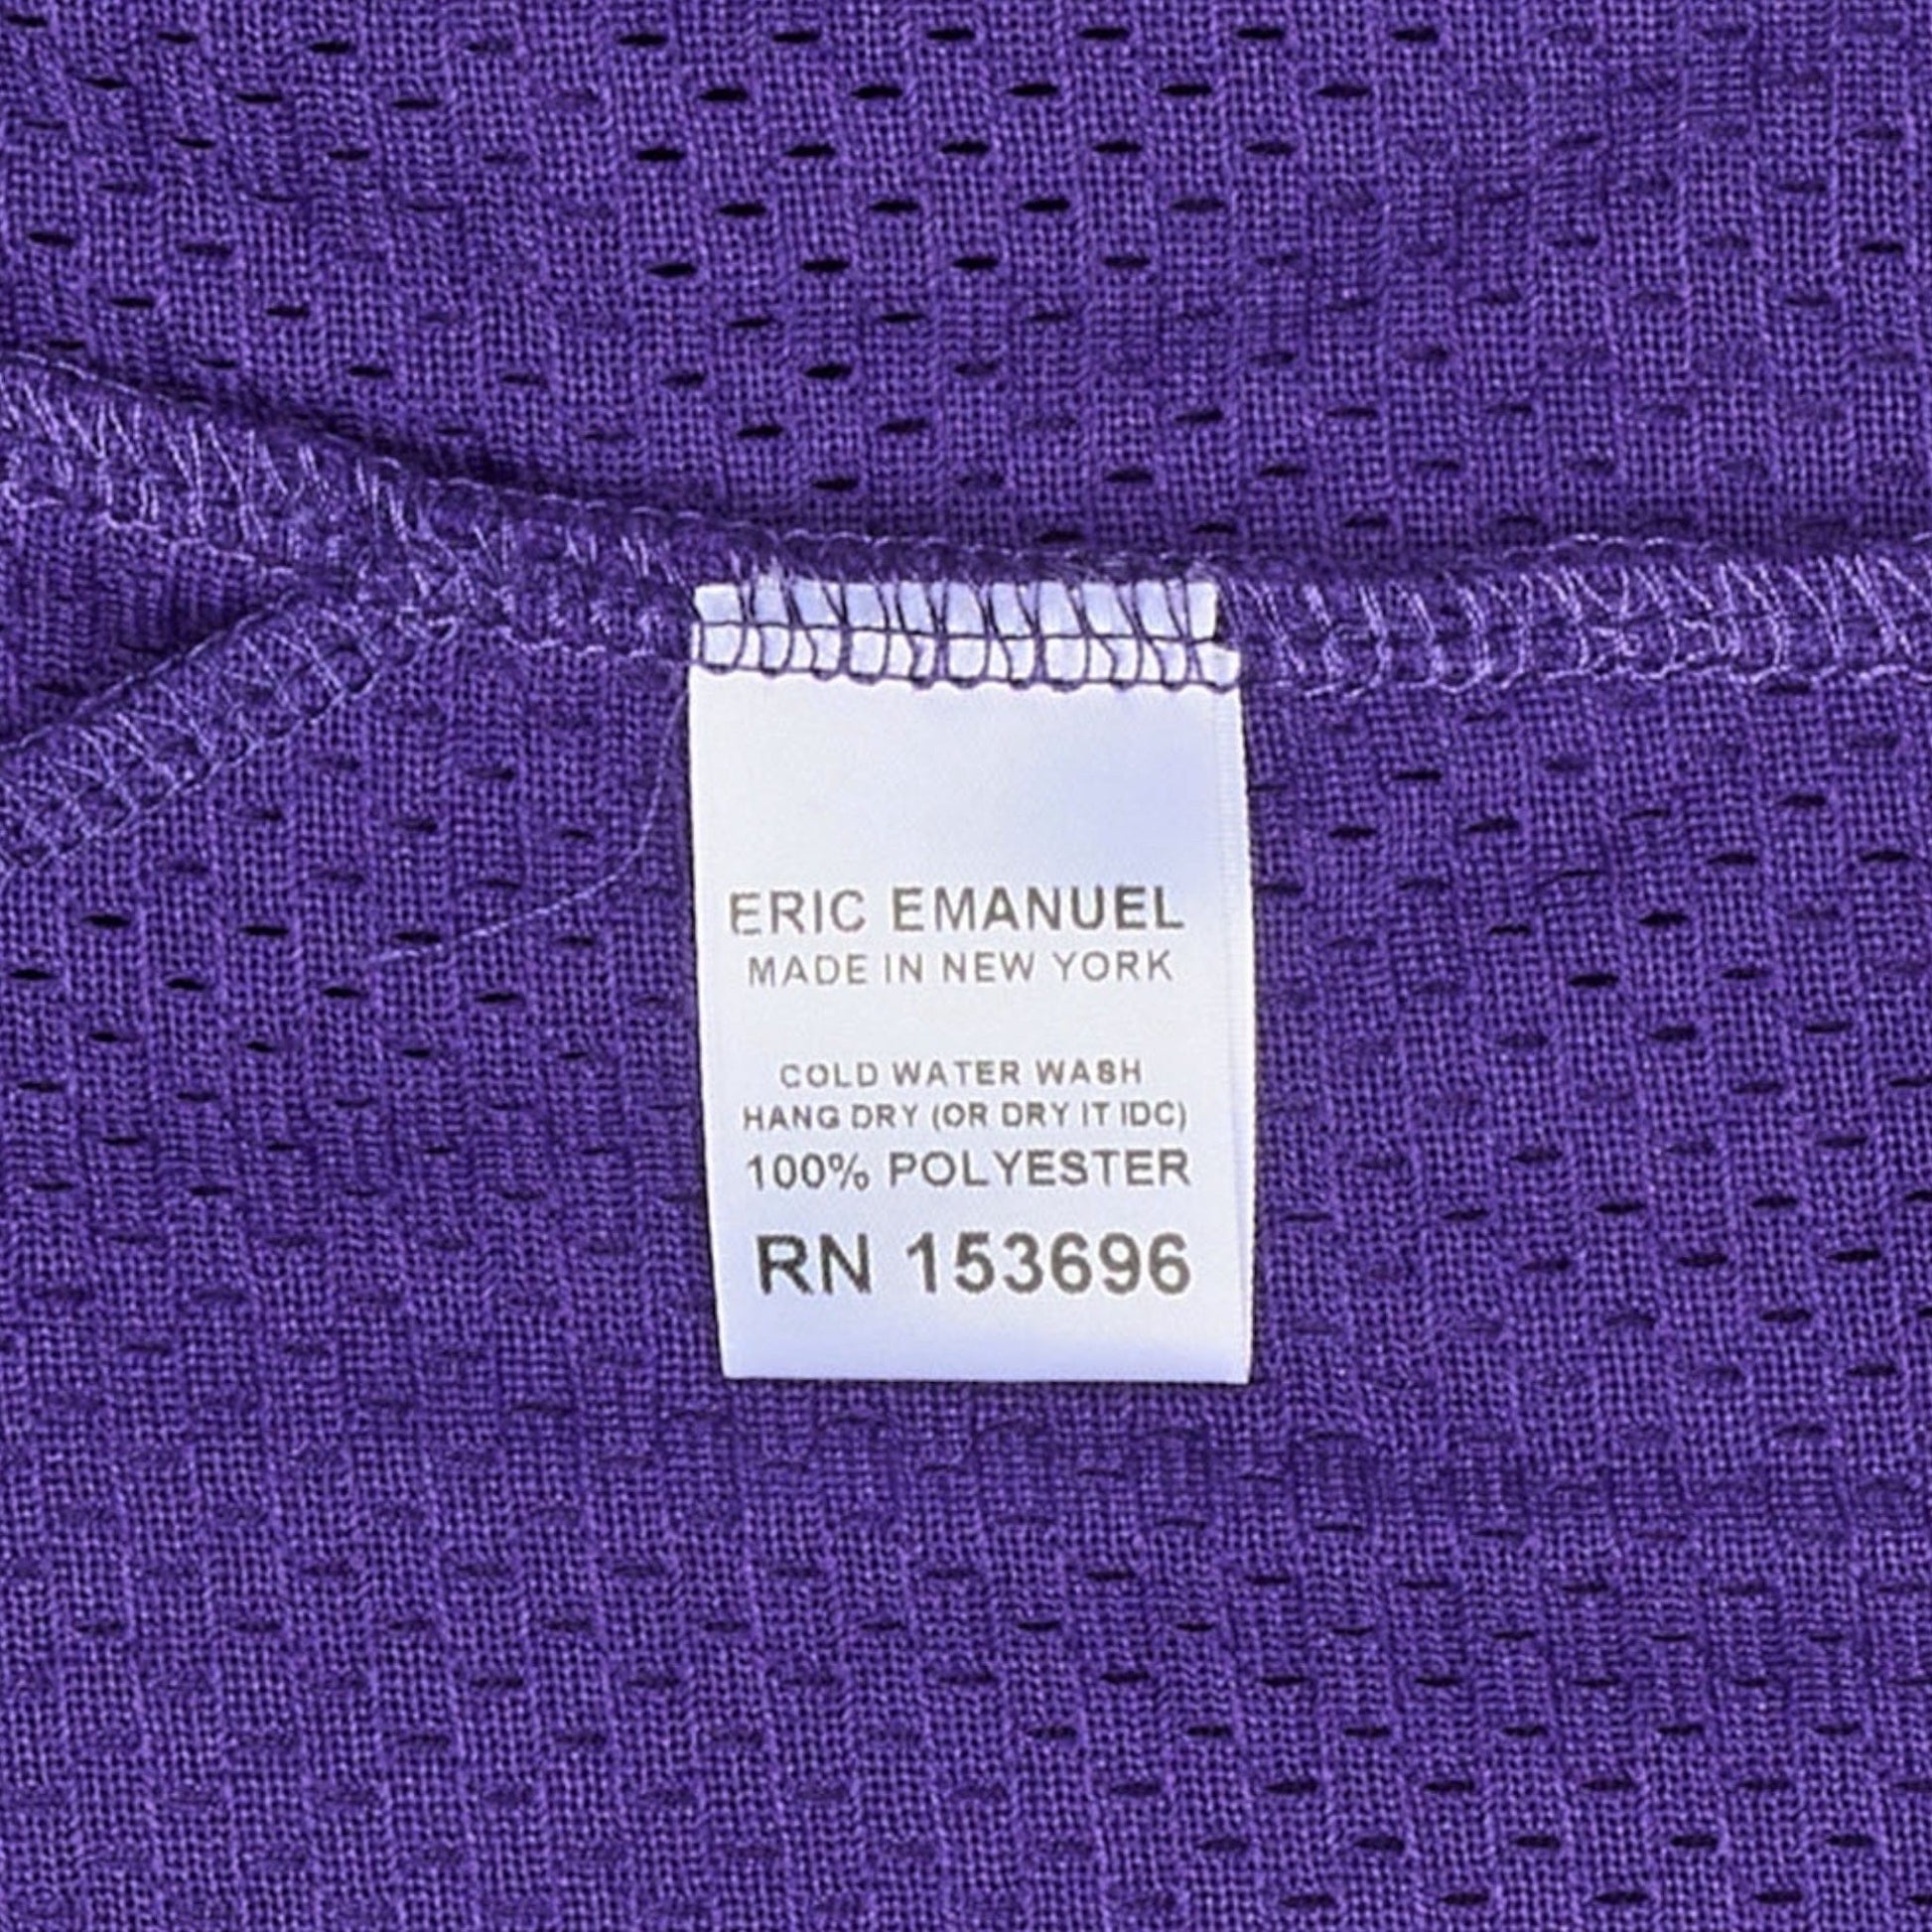 ERIC EMANUEL
MADE IN NEW YORK
COLD WATER WASH
HANG DRY (OR DRY IT IDC)
100% POLYESTER
RN 153696